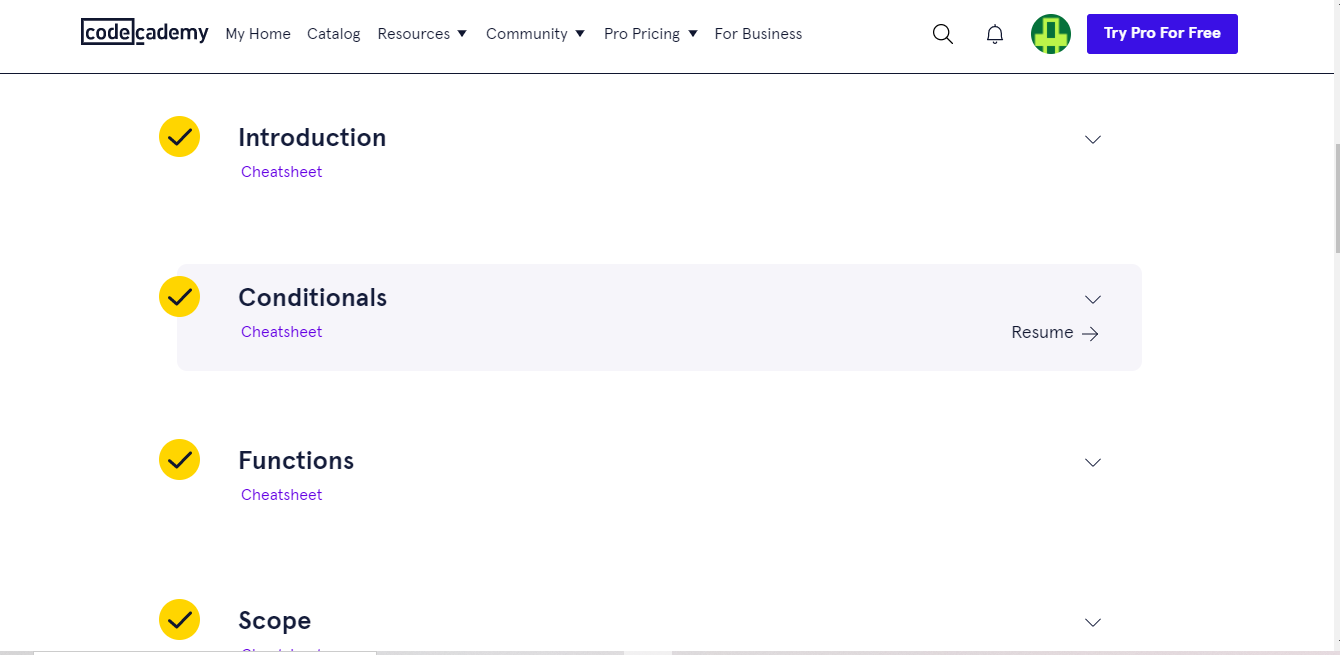 codecademy My Home Catalog Resources Community Pro Pricing For Business Try Pro For Free
Introduction
Cheatsheet
Conditionals
Cheatsheet
Resume
Functions
Cheatsheet
Scope